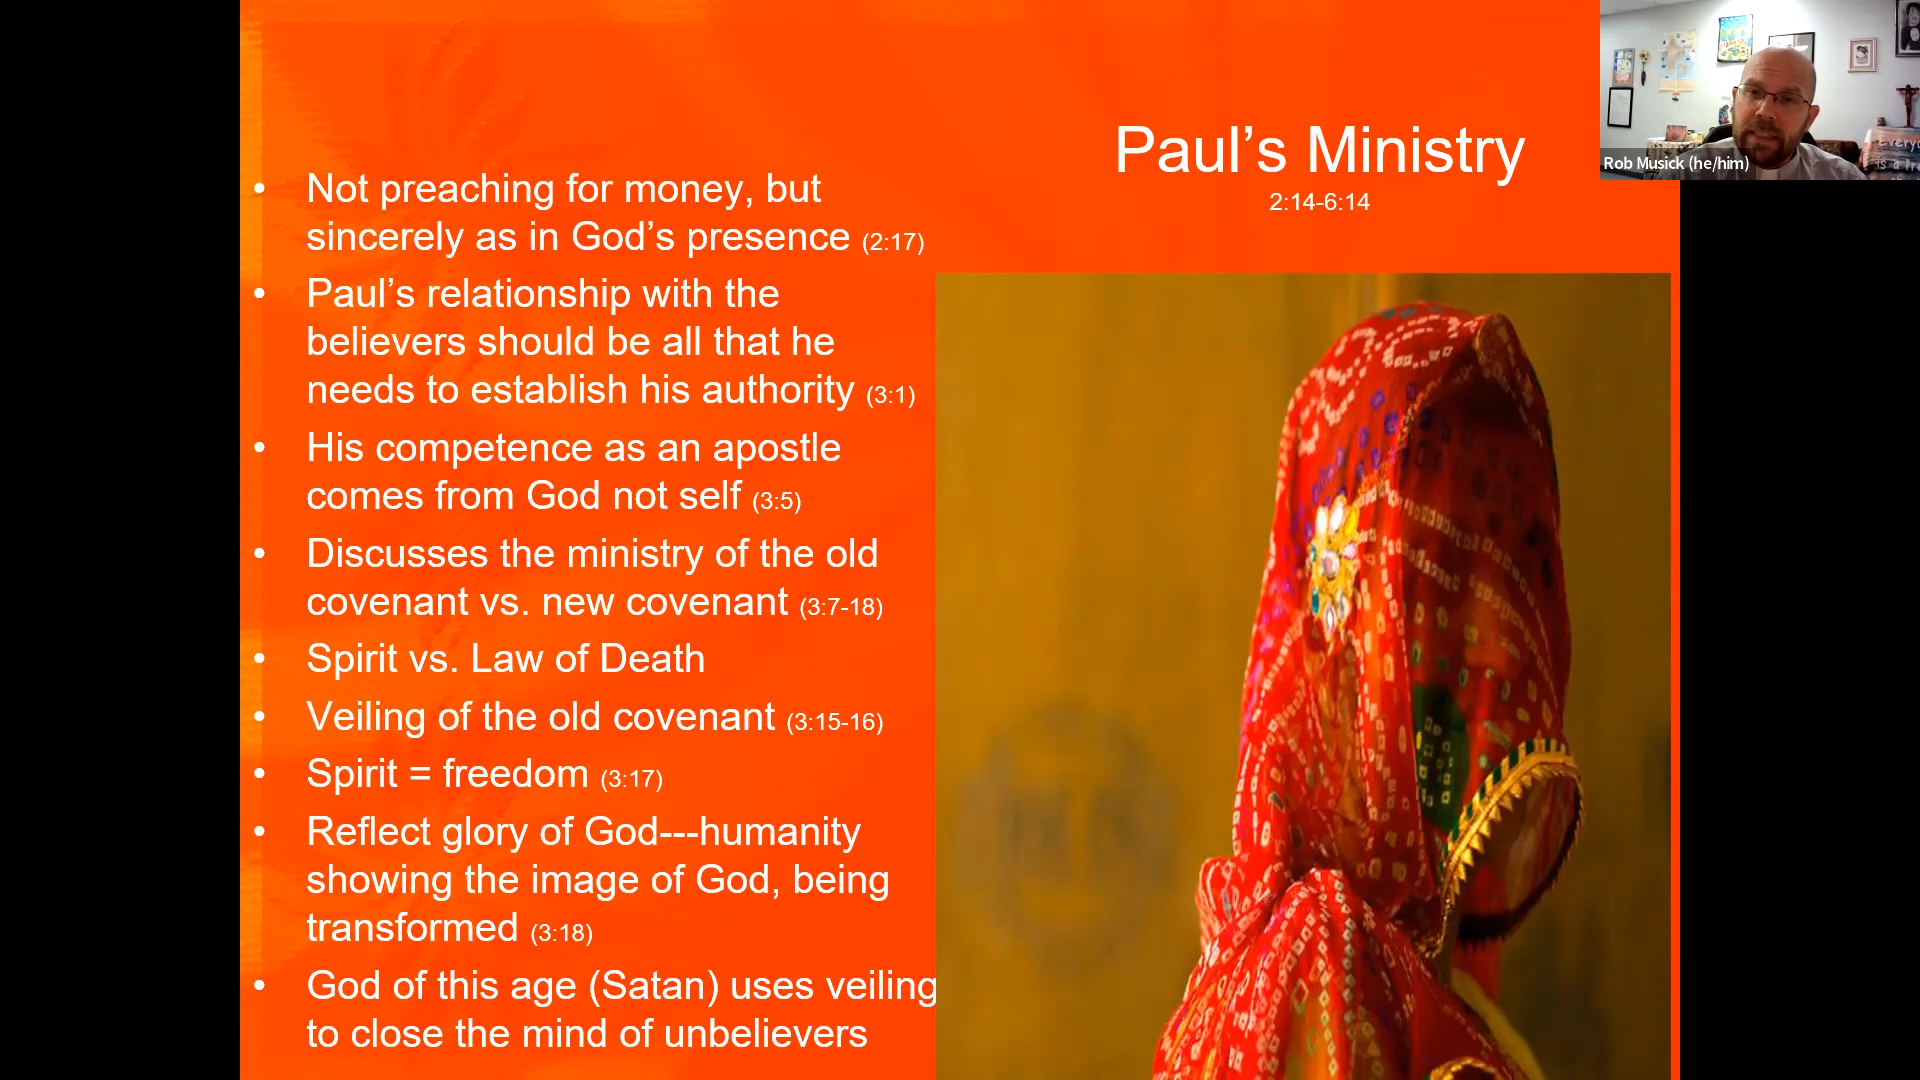 Paul’s Ministry
2:14-6:14
• Not preaching for money, but
sincerely as in God’s presence (2:17)
• Paul’s relationship with the
believers should be all that he
needs to establish his authority (3:1)
• His competence as an apostle
comes from God not self (3:5)
• Discusses the ministry of the old
covenant vs. new covenant (3:7-18)
• Spirit vs. Law of Death
• Veiling of the old covenant (3:15-16)
• Spirit = freedom (3:17)
• Reflect glory of God---humanity
showing the image of God, being
transformed (3:18)
• God of this age (Satan) uses veiling
to close the mind of unbelievers
Rob Musick (he/him)
is a